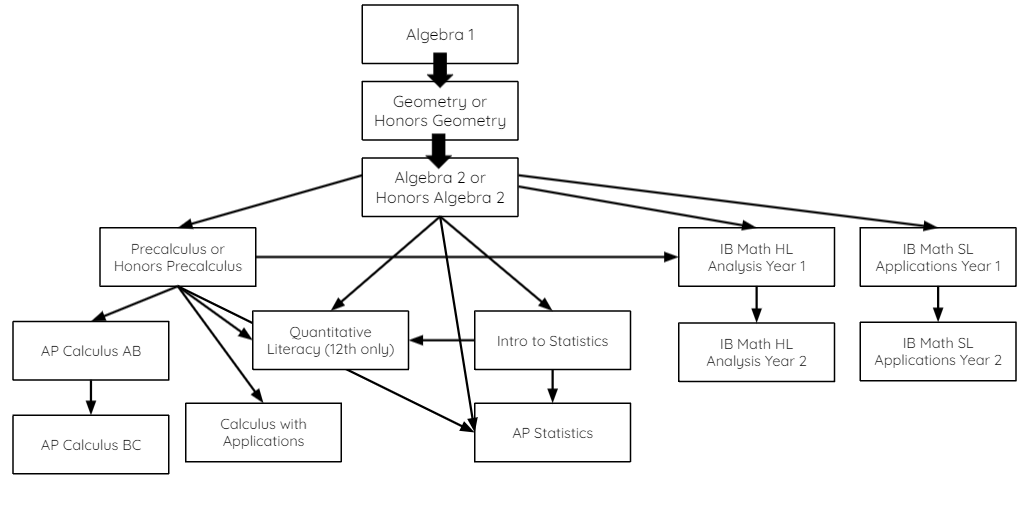 Algebra 1
Geometry or
Honors Geometry
Algebra 2 or
Honors Algebra 2
Precalculus or
Honors Precalculus
IB Math HL
Analysis Year 1
IB Math SL
Applications Year 1
AP Calculus AB
Quantitative
Literacy (12th only)
Intro to Statistics
IB Math HL
Analysis Year 2
IB Math SL
Applications Year 2
AP Calculus BC
Calculus with
Applications
AP Statistics